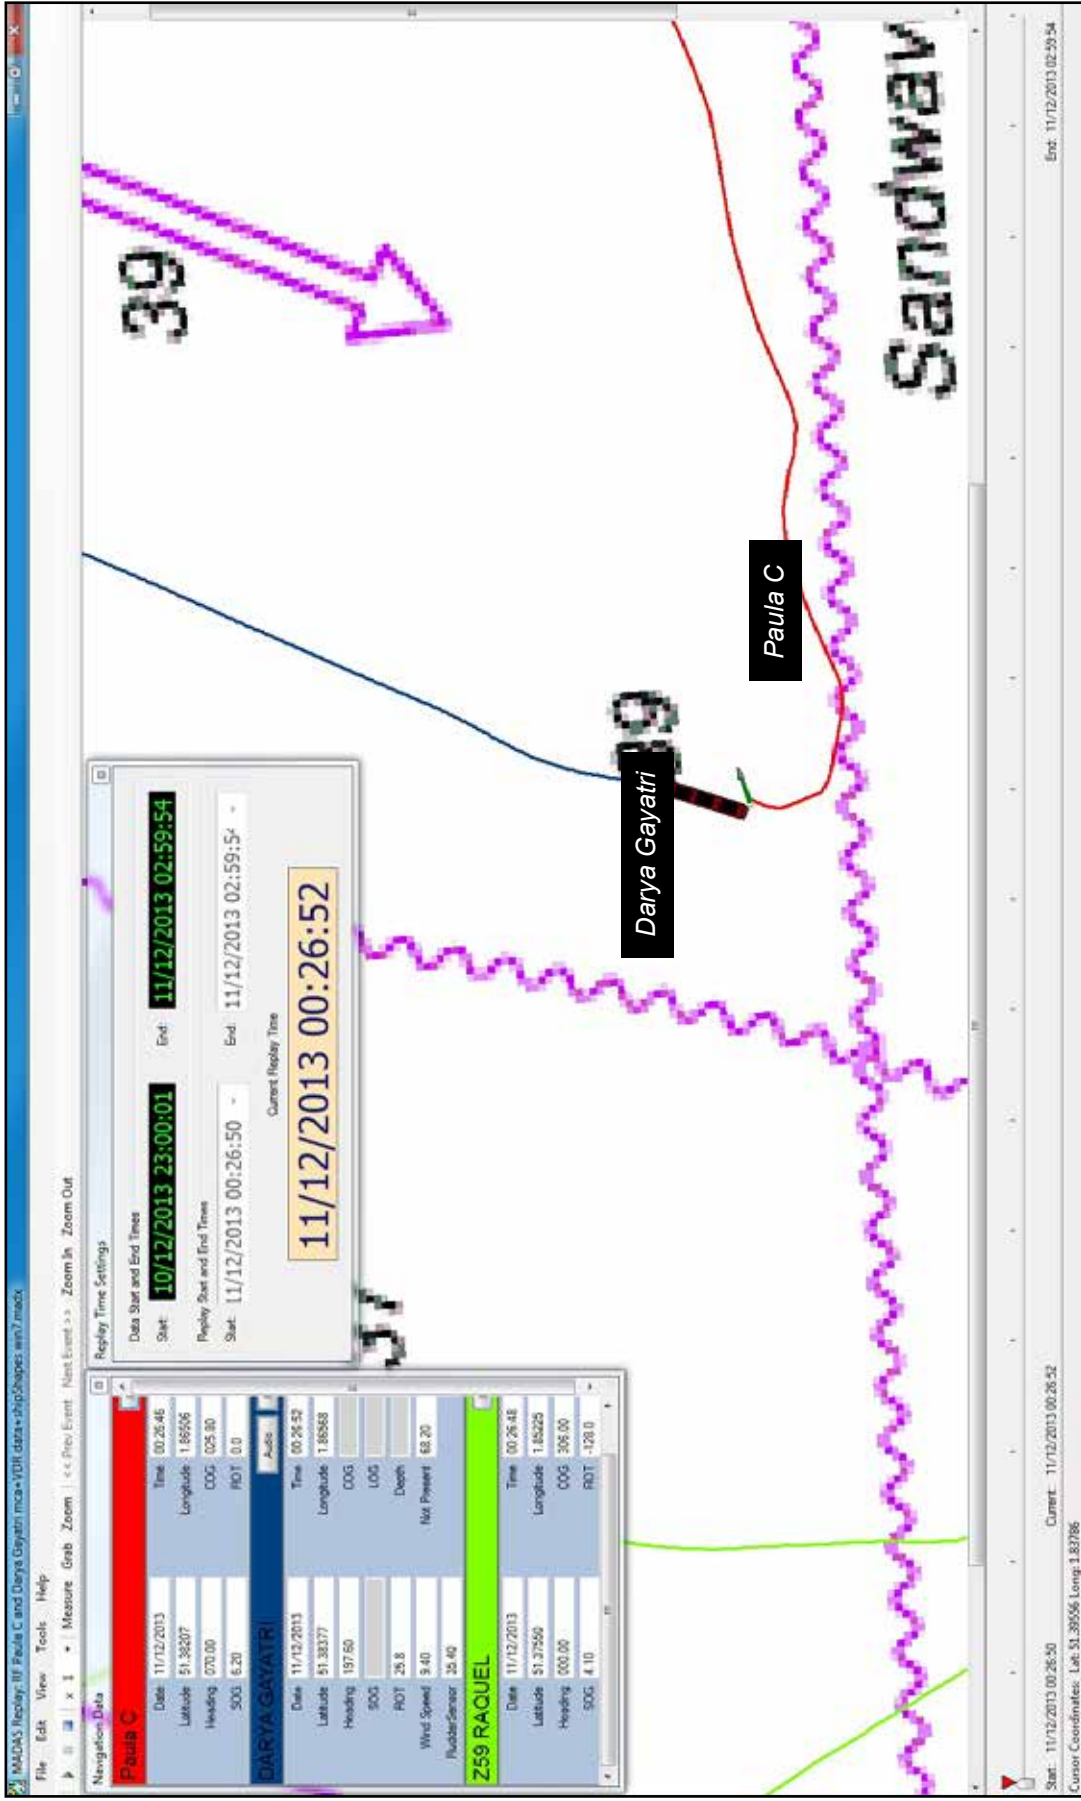 MADAS Replay: RF Paula C and Darya Gayatri mca+VDR data+shipShapes win7.madx
File Edit View Tools Help
x 1 Measure Grab Zoom << Prev Event Next Event >> Zoom In Zoom Out
Navigation Data
Paula C
Date 11/12/2013 Time 00:26:46
Latitude 51.38207 Longitude 1.86506
Heading 070.00 COG 025.80
SOG 6.20 ROT 0.0
DARYA GAYATRI Audio...
Date 11/12/2013 Time 00:26:52
Latitude 51.38377 Longitude 1.86568
Heading 197.60 COG
SOG LOG
ROT 25.8 Depth
Wind Speed 9.40 Not Present 68.20
RudderSensor 35.40
Z59 RAQUEL
Date 11/12/2013 Time 00:26:48
Latitude 51.37550 Longitude 1.85225
Heading 000.00 COG 306.00
SOG 4.10 ROT -128.0
Replay Time Settings
Data Start and End Times
Start: 10/12/2013 23:00:01 End: 11/12/2013 02:59:54
Replay Start and End Times
Start: 11/12/2013 00:26:50 End: 11/12/2013 02:59:54
Current Replay Time
11/12/2013 00:26:52
39
Darya Gayatri
Paula C
Sandwav
Start: 11/12/2013 00:26:50 Current: 11/12/2013 00:26:52 End: 11/12/2013 02:59:54
Cursor Coordinates: Lat: 51.39556 Long: 1.83786